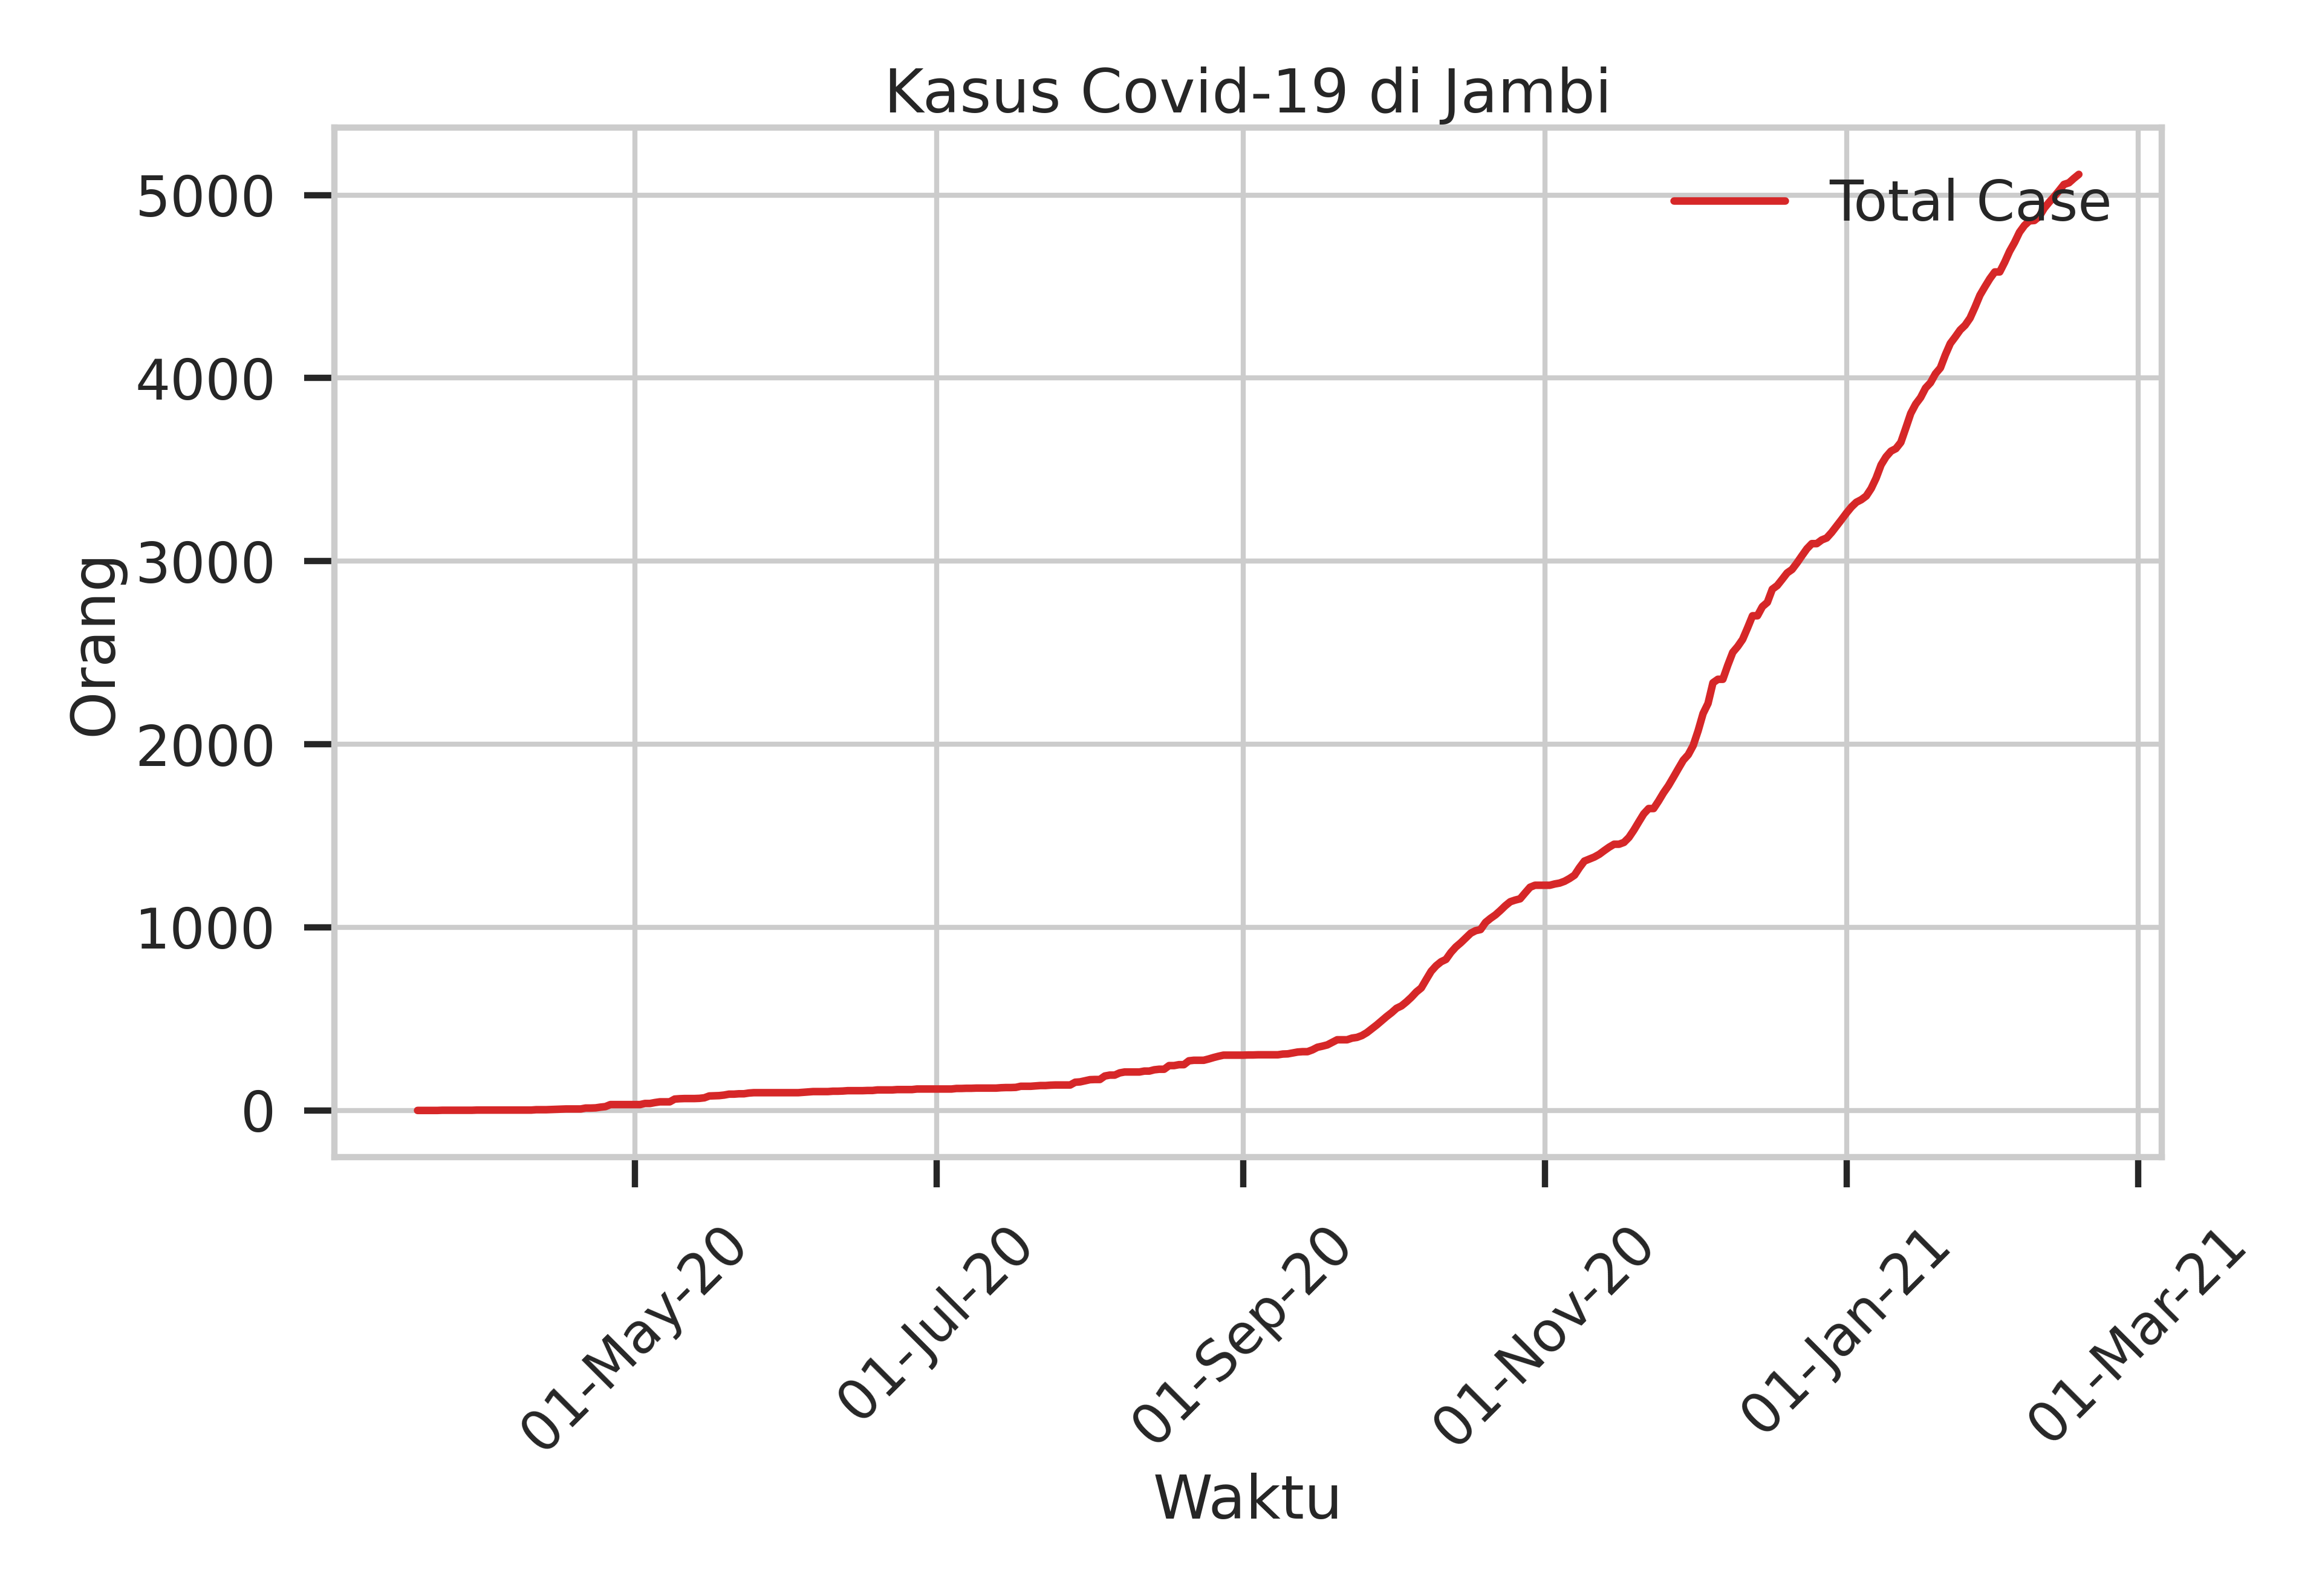 Kasus Covid-19 di Jambi
Total Case
5000
4000
3000
2000
1000
0
Orang
01-May-20
01-Jul-20
01-Sep-20
01-Nov-20
01-Jan-21
01-Mar-21
Waktu